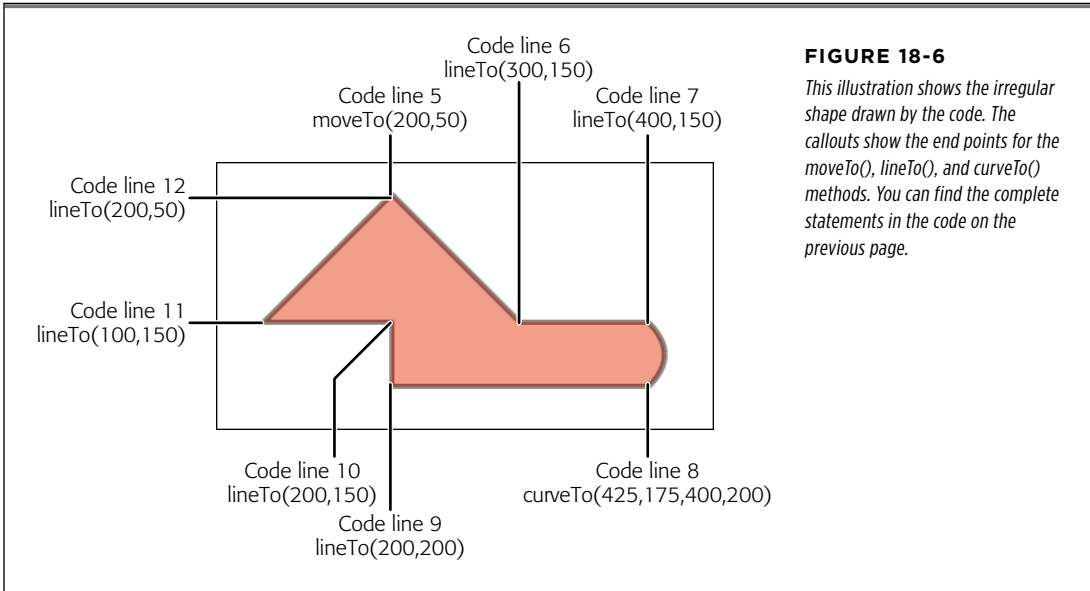 Code line 6
lineTo(300,150)
Code line 5
moveTo(200,50)
Code line 7
lineTo(400,150)
Code line 12
lineTo(200,50)
Code line 11
lineTo(100,150)
Code line 10
lineTo(200,150)
Code line 9
lineTo(200,200)
Code line 8
curveTo(425,175,400,200)
FIGURE 18-6
This illustration shows the irregular
shape drawn by the code. The
callouts show the end points for the
moveTo(), lineTo(), and curveTo()
methods. You can find the complete
statements in the code on the
previous page.